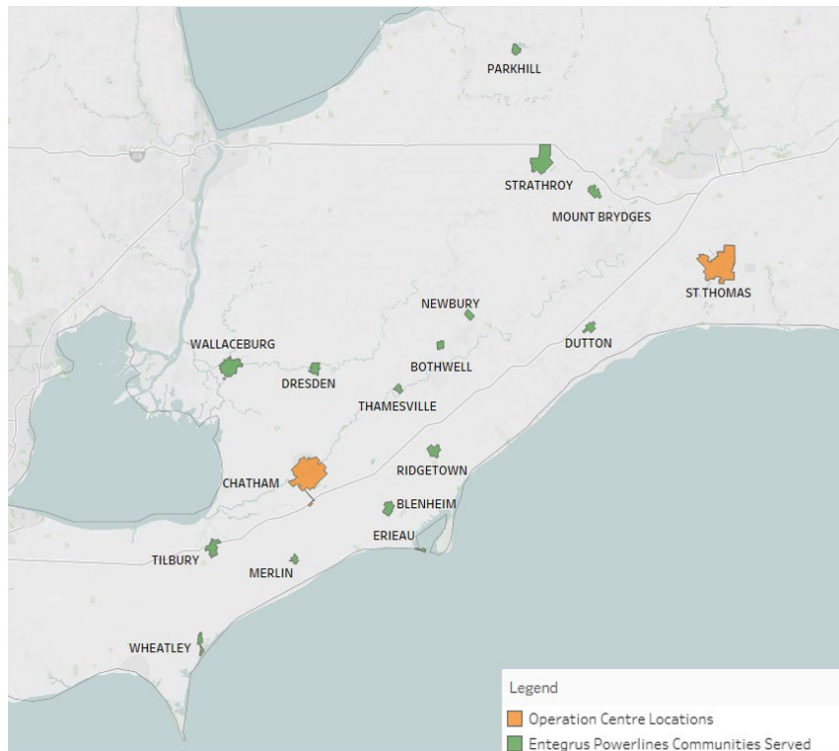 PARKHILL
STRATHROY
MOUNT BRYDGES
ST THOMAS
NEWBURY
DUTTON
WALLACEBURG
BOTHWELL
DRESDEN
THAMESVILLE
RIDGETOWN
CHATHAM
BLENHEIM
ERIEAU
TILBURY
MERLIN
WHEATLEY
Legend
Operation Centre Locations
Entegrus Powerlines Communities Served